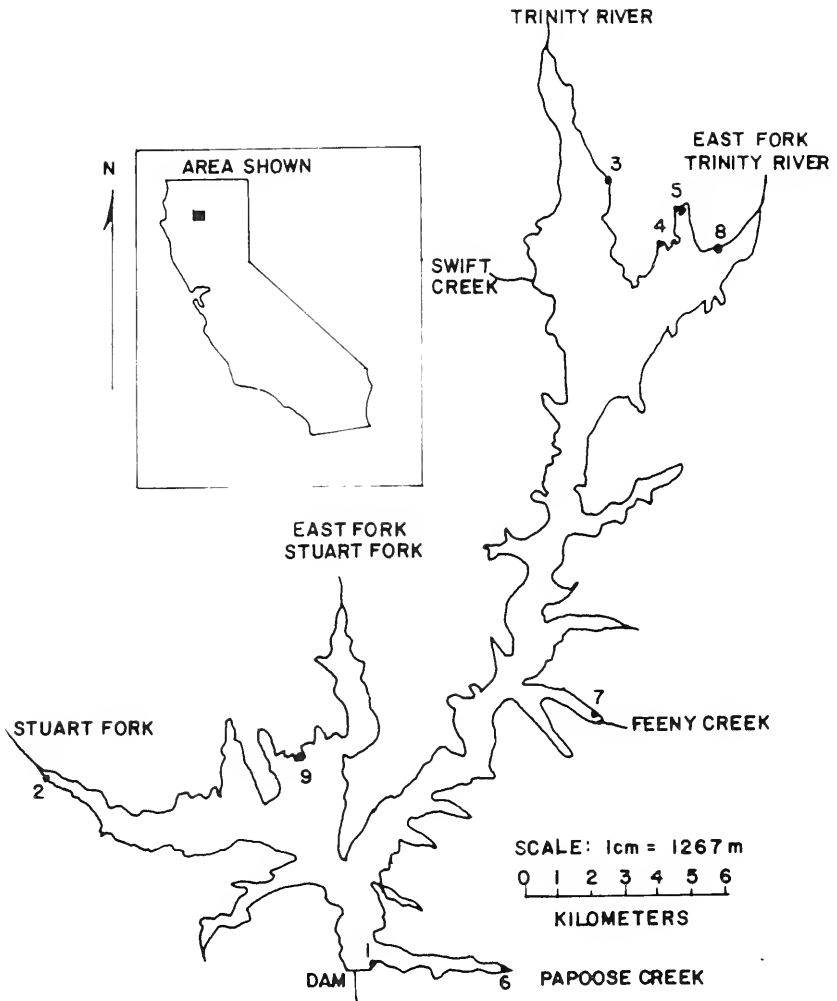 TRINITY RIVER
EAST FORK
TRINITY RIVER
N
AREA SHOWN
3
5
4
8
SWIFT
CREEK
EAST FORK
STUART FORK
7
FEENY CREEK
STUART FORK
2
9
SCALE: 1cm = 1267 m
0 1 2 3 4 5 6
KILOMETERS
1
DAM
6
PAPOOSE CREEK